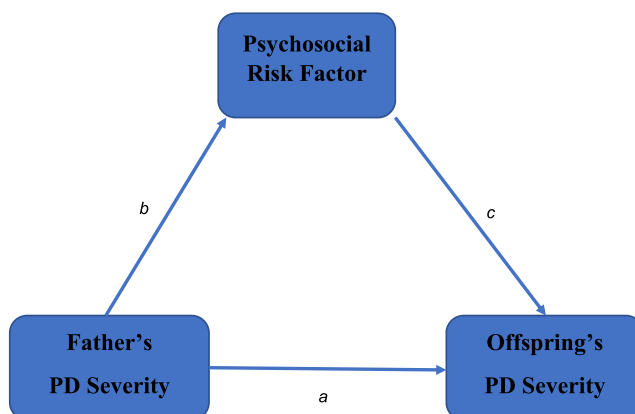 Psychosocial
Risk Factor
b
c
Father’s
PD Severity
Offspring’s
PD Severity
a